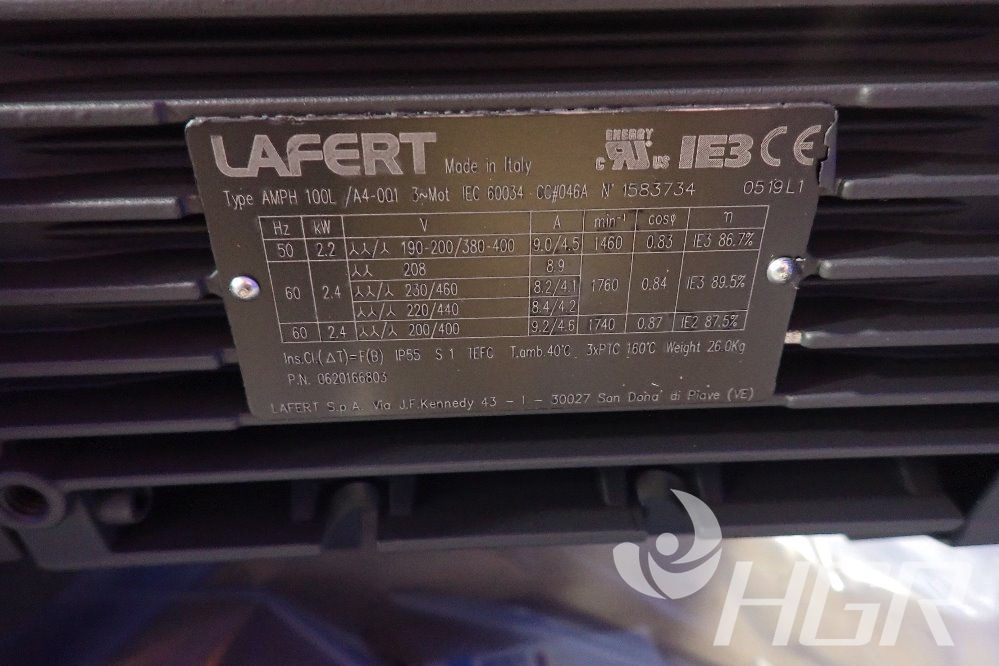 LAFERT Made in Italy ENERGY C UR US IE3 CE
Type AMPH 100L /A4-001 3~Mot IEC 60034 CC#046A N° 1583734 0519L1
Hz kW V A min⁻¹ cosφ η
50 2.2 ⅄⅄/⅄ 190-200/380-400 9.0/4.5 1460 0.83 IE3 86.7%
⅄⅄ 208 8.9
60 2.4 ⅄⅄/⅄ 230/460 8.2/4.1 1760 0.84 IE3 89.5%
⅄⅄/⅄ 220/440 8.4/4.2
60 2.4 ⅄⅄/⅄ 200/400 9.2/4.6 1740 0.87 IE2 87.5%
Ins.Cl.(ΔT)=F(B) IP55 S1 TEFC T.amb.40°C 3xPTC 160°C Weight 26.0Kg
P.N. 0620166803
LAFERT S.p.A. Via J.F.Kennedy 43 - I - 30027 San Dona' di Piave (VE)
HGR